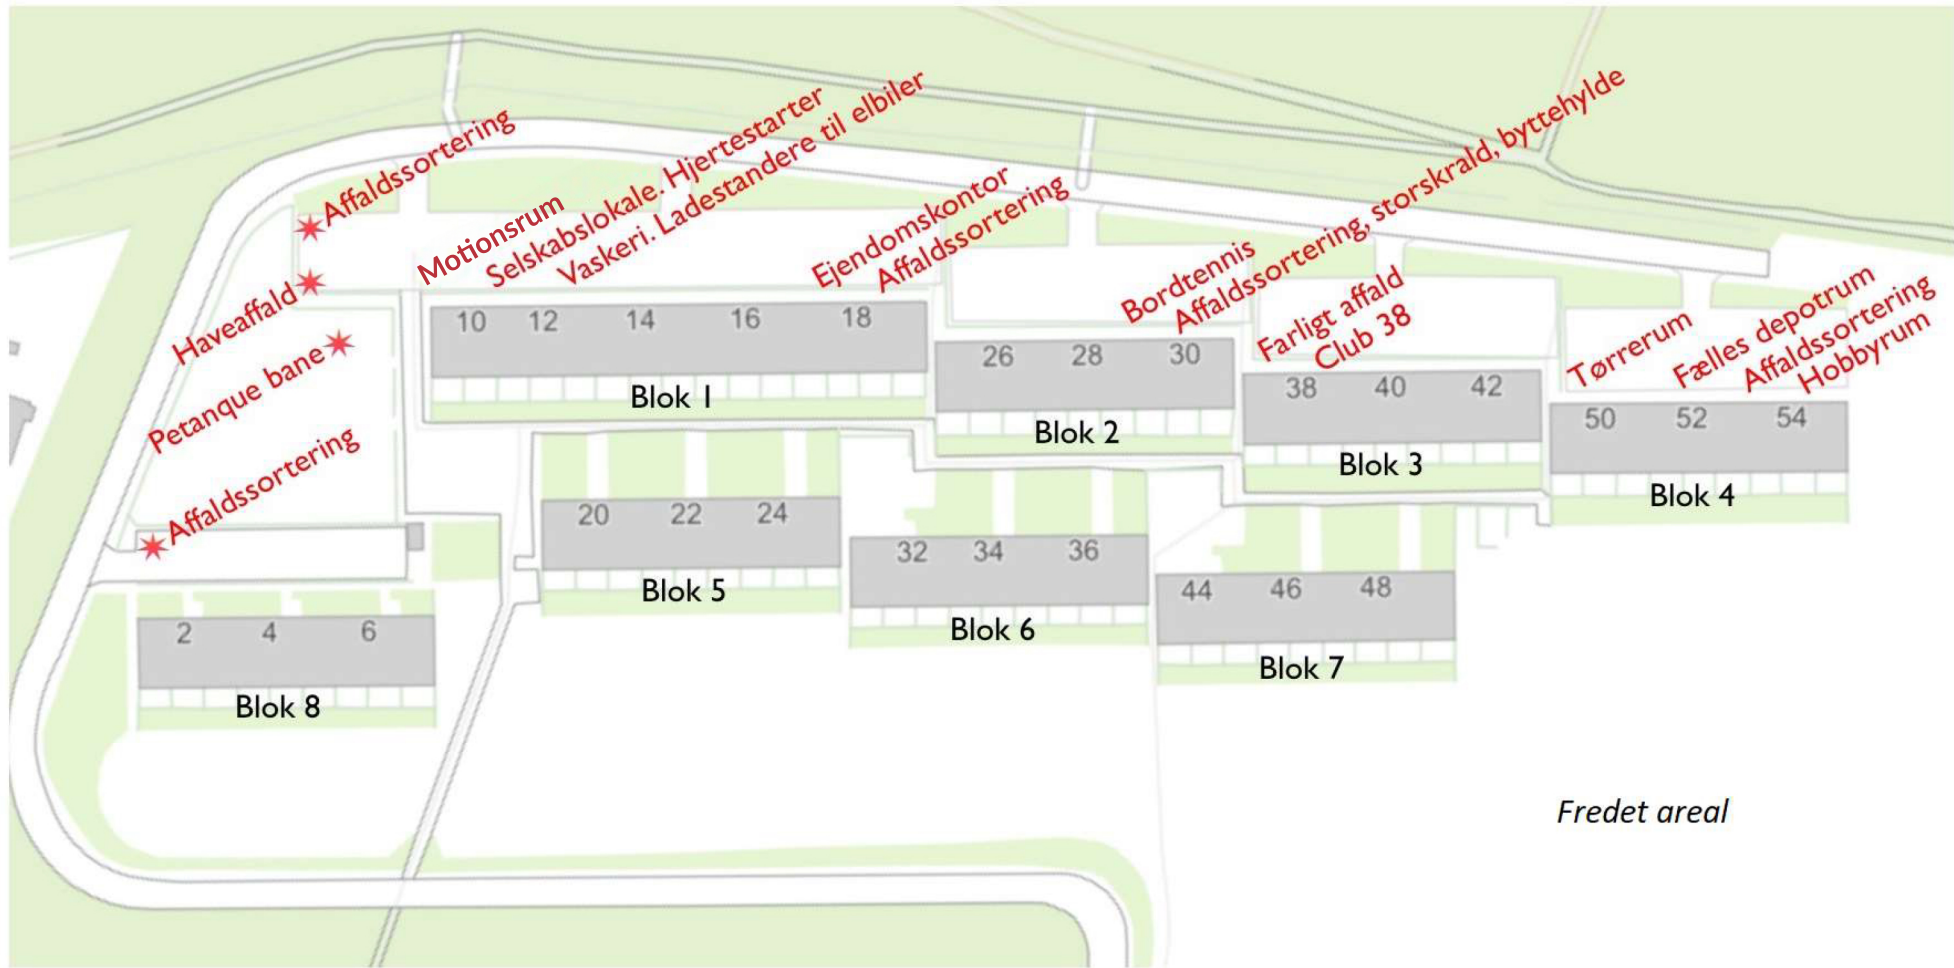 Affaldssortering
Motionsrum
Selskabslokale. Hjertestarter
Vaskeri. Ladestandere til elbiler
Ejendomskontor
Affaldssortering
Bordtennis
Affaldssortering, storskrald, byttehylde
Farligt affald
Club 38
Tørrerum
Fælles depotrum
Affaldssortering
Hobbyrum
Haveaffald
Petanque bane
Affaldssortering
10 12 14 16 18
Blok 1
26 28 30
Blok 2
38 40 42
Blok 3
50 52 54
Blok 4
20 22 24
Blok 5
32 34 36
Blok 6
44 46 48
Blok 7
2 4 6
Blok 8
Fredet areal